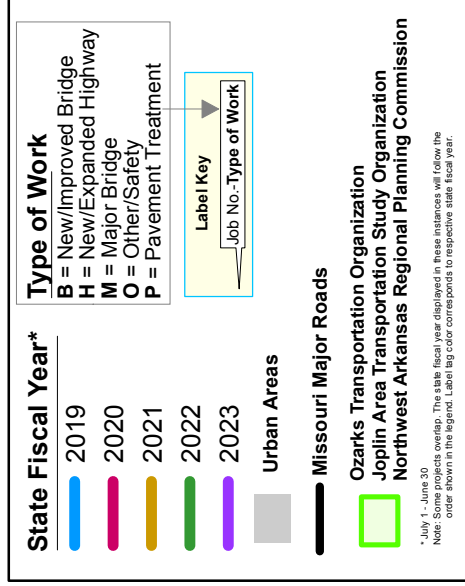 State Fiscal Year*
2019
2020
2021
2022
2023
Urban Areas
Missouri Major Roads
Ozarks Transportation Organization
Joplin Area Transportation Study Organization
Northwest Arkansas Regional Planning Commission
Type of Work
B = New/Improved Bridge
H = New/Expanded Highway
M = Major Bridge
O = Other/Safety
P = Pavement Treatment
Label Key
Job No.-Type of Work
* July 1 - June 30
Note: Some projects overlap. The state fiscal year displayed in these instances will follow the
order shown in the legend. Label tag color corresponds to respective state fiscal year.